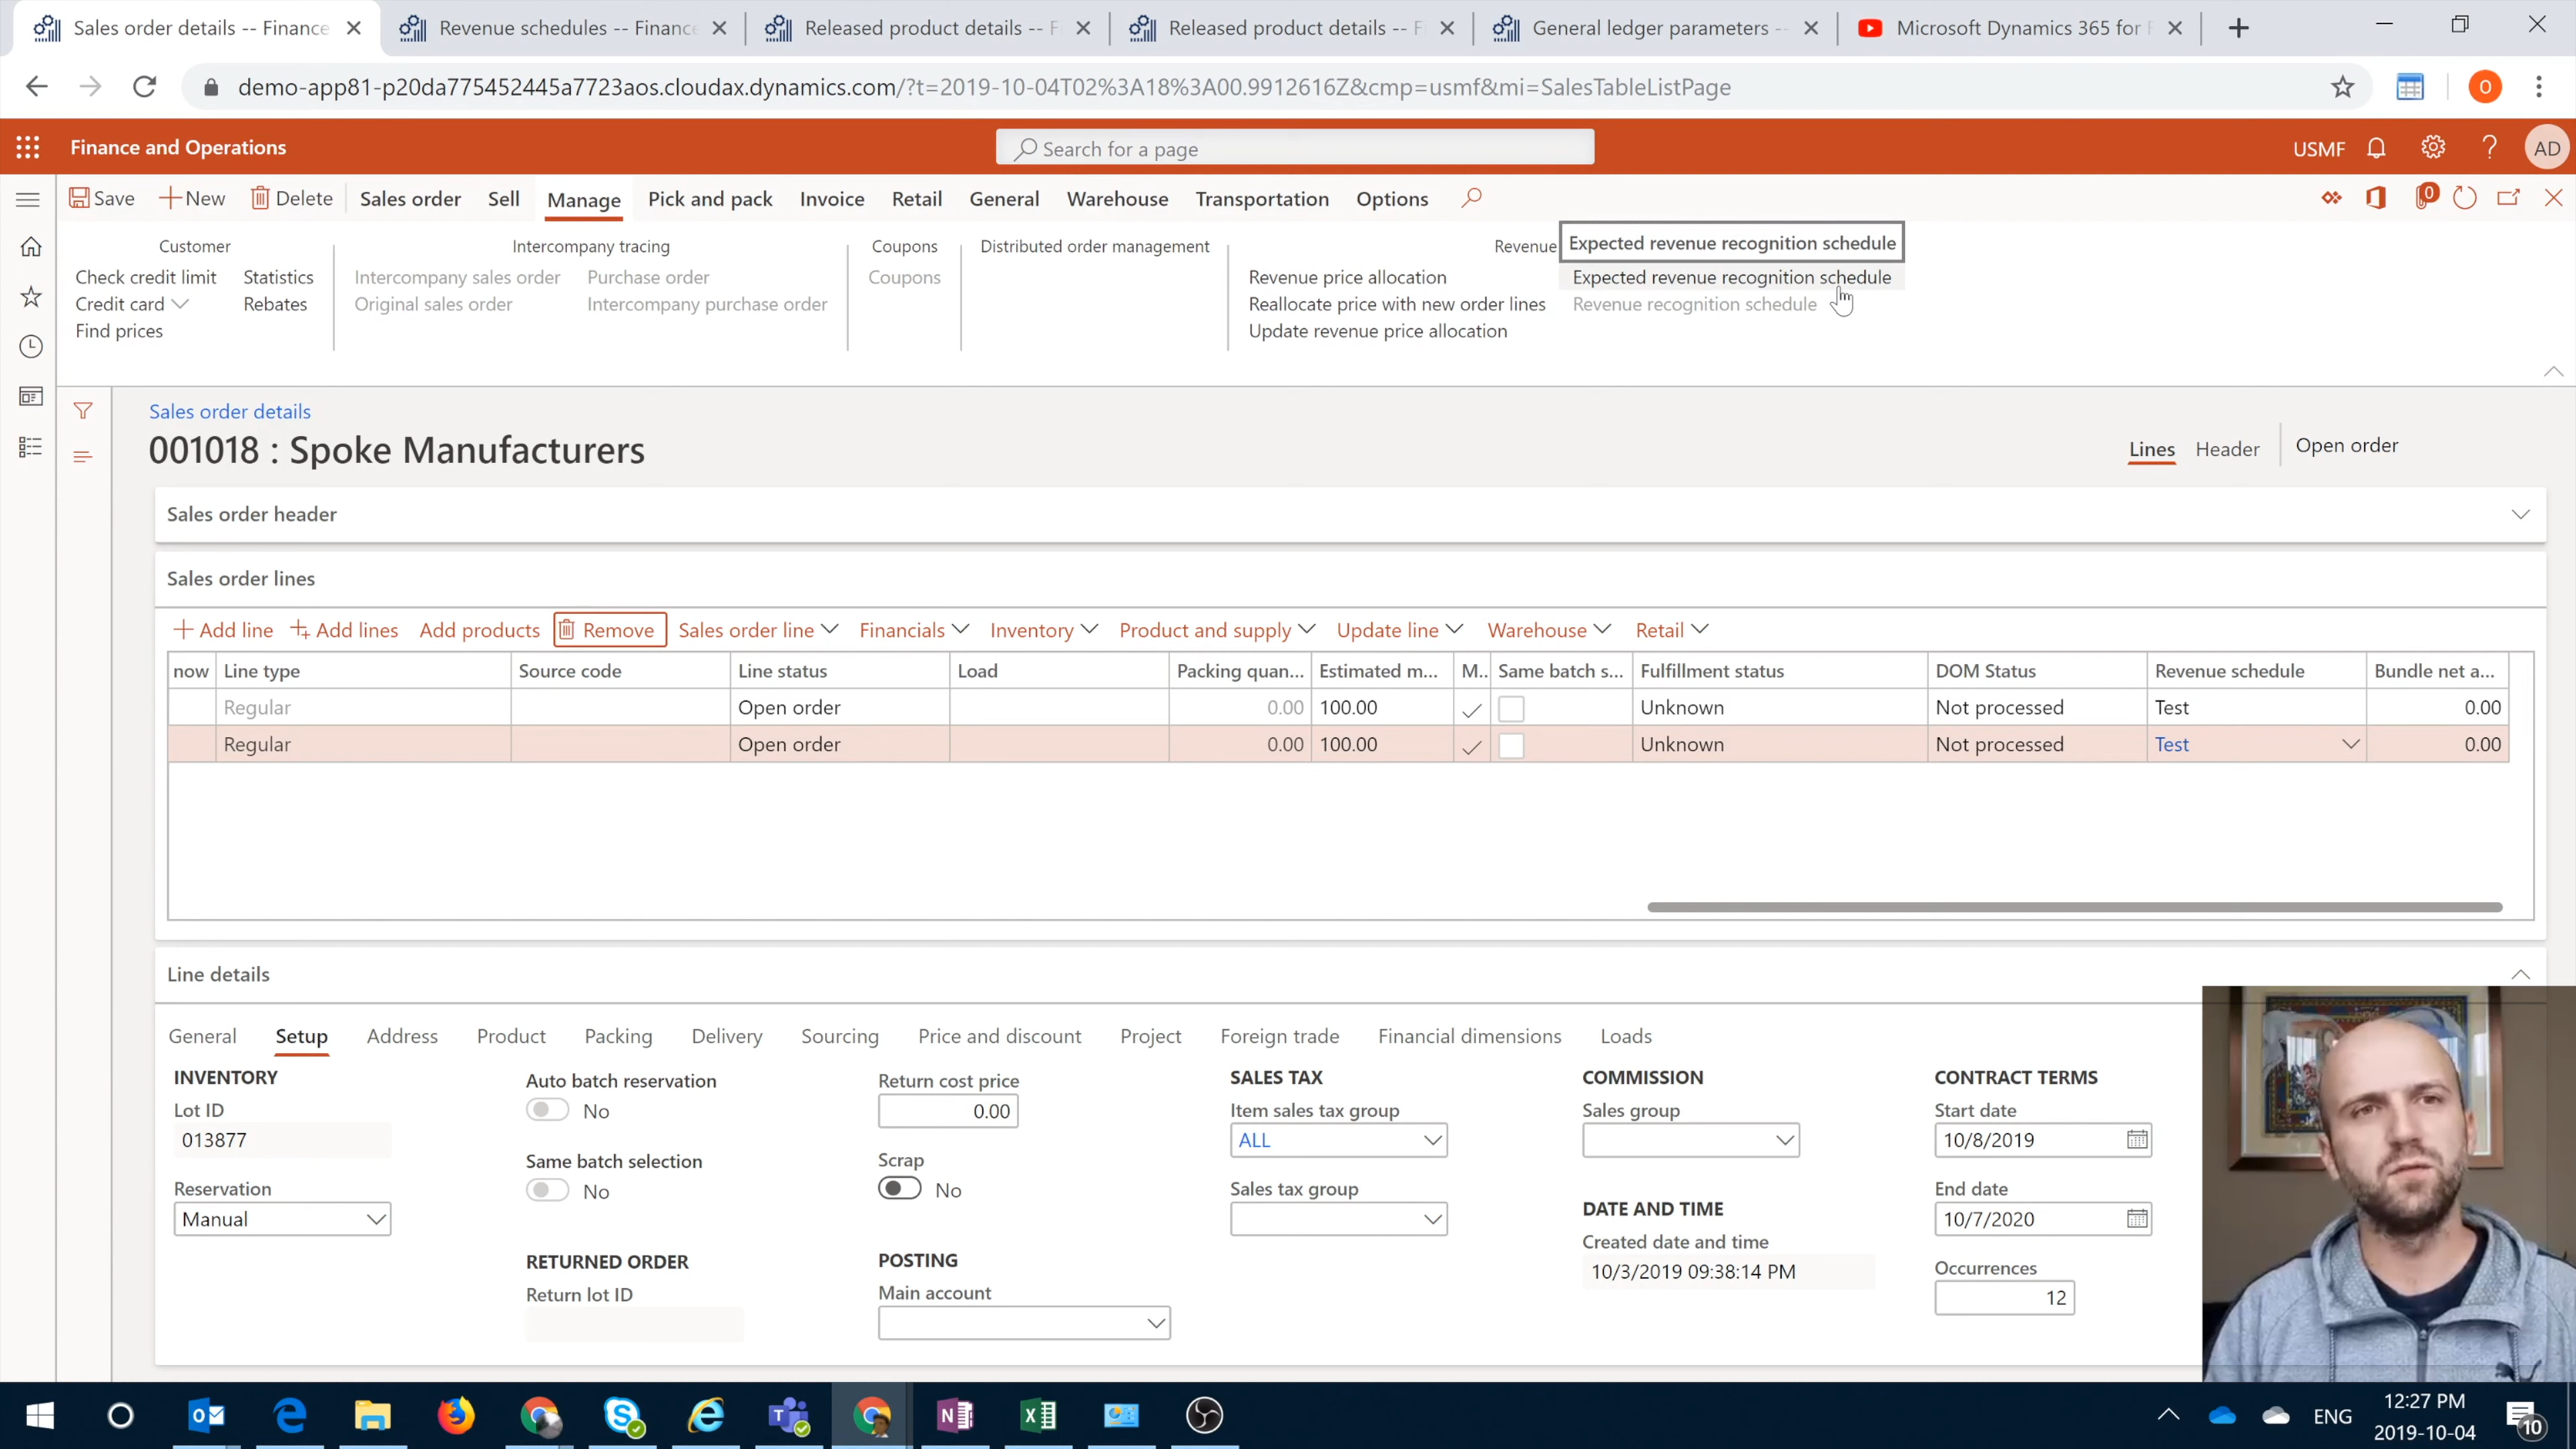 Sales order details -- Finance
Revenue schedules -- Finance
Released product details -- F
Released product details -- F
General ledger parameters --
Microsoft Dynamics 365 for F
demo-app81-p20da775452445a7723aos.cloudax.dynamics.com/?t=2019-10-04T02%3A18%3A00.9912616Z&cmp=usmf&mi=SalesTableListPage
O
Finance and Operations
Search for a page
USMF
AD
Save
New
Delete
Sales order
Sell
Manage
Pick and pack
Invoice
Retail
General
Warehouse
Transportation
Options
0
Customer
Intercompany tracing
Coupons
Distributed order management
Revenue
Expected revenue recognition schedule
Check credit limit
Statistics
Intercompany sales order
Purchase order
Coupons
Revenue price allocation
Expected revenue recognition schedule
Credit card
Rebates
Original sales order
Intercompany purchase order
Reallocate price with new order lines
Revenue recognition schedule
Find prices
Update revenue price allocation
Sales order details
001018 : Spoke Manufacturers
Lines
Header
Open order
Sales order header
Sales order lines
Add line
Add lines
Add products
Remove
Sales order line
Financials
Inventory
Product and supply
Update line
Warehouse
Retail
now
Line type
Source code
Line status
Load
Packing quan...
Estimated m...
M..
Same batch s...
Fulfillment status
DOM Status
Revenue schedule
Bundle net a...
Regular
Open order
0.00
100.00
Unknown
Not processed
Test
0.00
Regular
Open order
0.00
100.00
Unknown
Not processed
Test
0.00
Line details
General
Setup
Address
Product
Packing
Delivery
Sourcing
Price and discount
Project
Foreign trade
Financial dimensions
Loads
INVENTORY
Lot ID
013877
Reservation
Manual
Auto batch reservation
No
Same batch selection
No
RETURNED ORDER
Return lot ID
Return cost price
0.00
Scrap
No
POSTING
Main account
SALES TAX
Item sales tax group
ALL
Sales tax group
COMMISSION
Sales group
DATE AND TIME
Created date and time
10/3/2019 09:38:14 PM
CONTRACT TERMS
Start date
10/8/2019
End date
10/7/2020
Occurrences
12
ENG
12:27 PM
2019-10-04
10